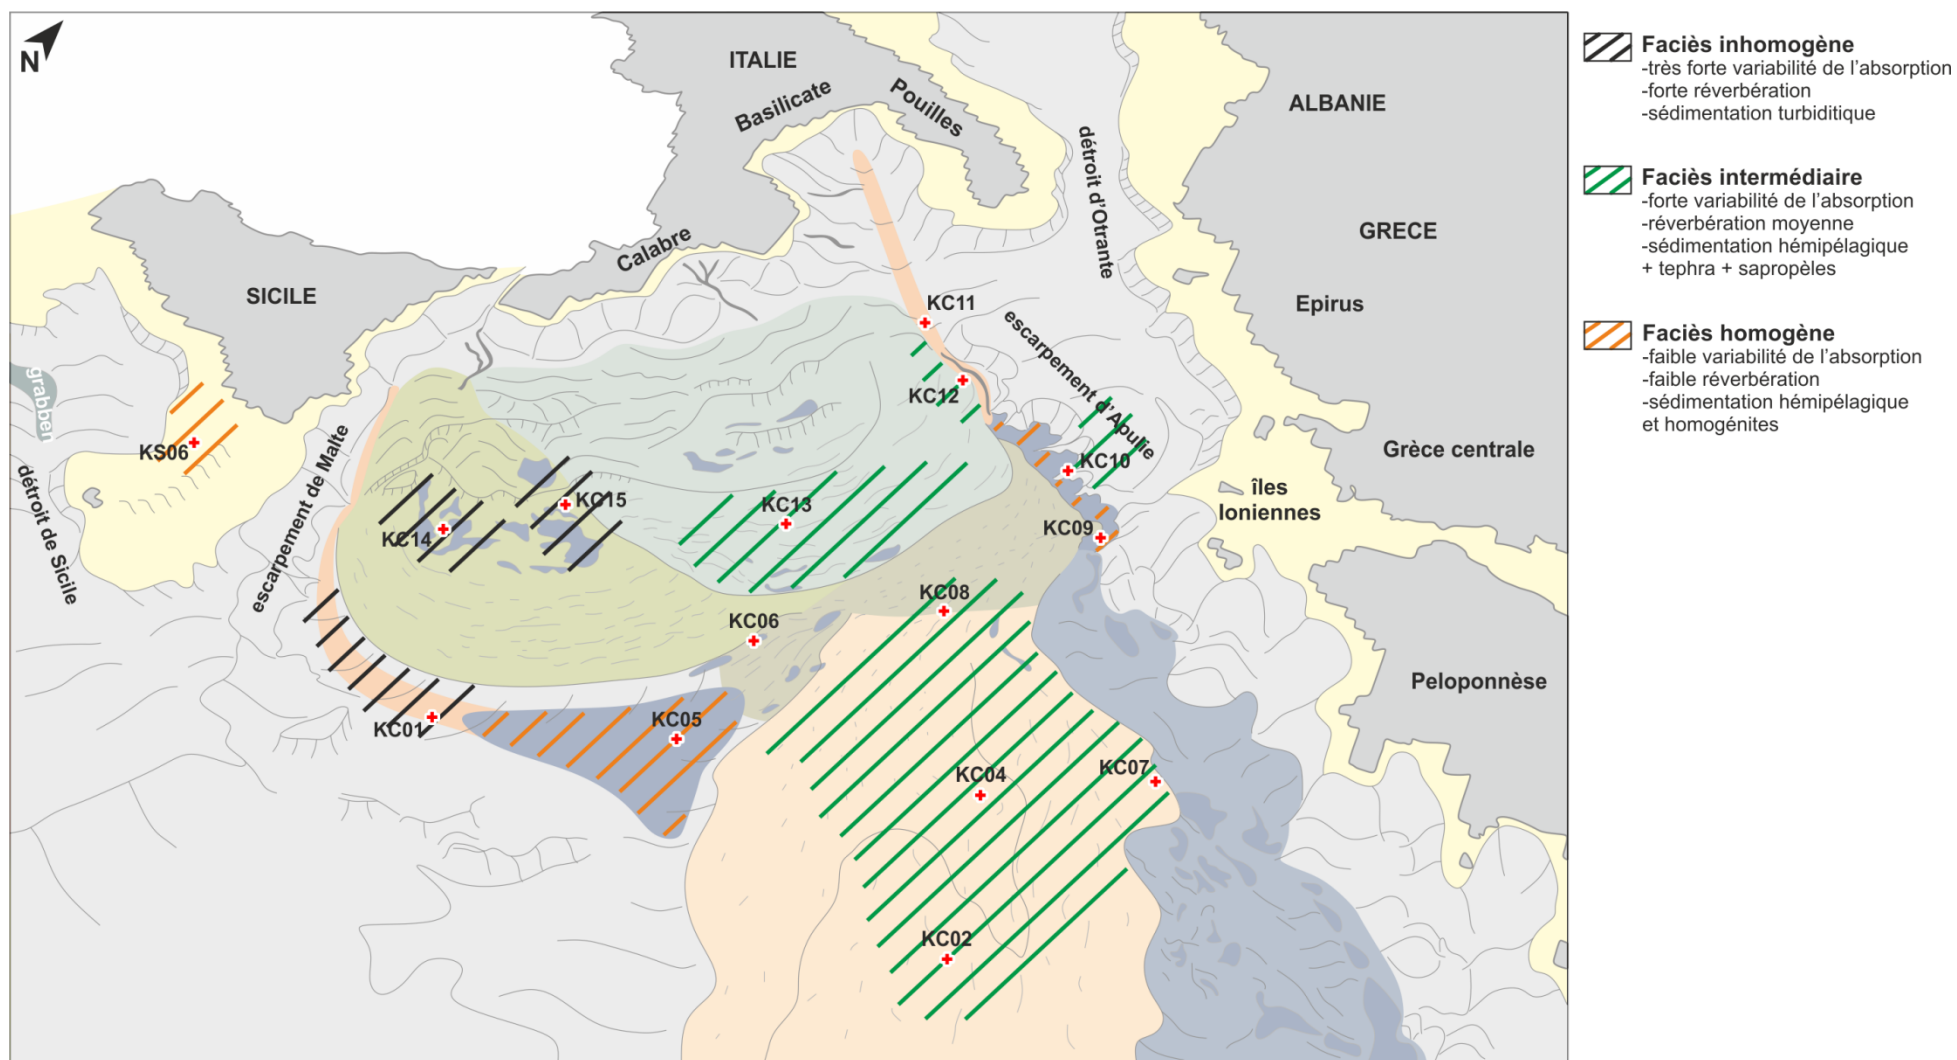 N
ITALIE
Basilicate
Pouilles
ALBANIE
détroit d'Otrante
GRECE
Calabre
SICILE
Epirus
KC11
escarpement d'Apulie
grabben
KC12
Grèce centrale
KS06
KC10
escarpement de Malte
îles
Ioniennes
KC15
KC13
KC14
KC09
détroit de Sicile
KC08
KC06
Peloponnèse
KC05
KC01
KC04
KC07
KC02
Faciès inhomogène
-très forte variabilité de l'absorption
-forte réverbération
-sédimentation turbiditique
Faciès intermédiaire
-forte variabilité de l'absorption
-réverbération moyenne
-sédimentation hémipélagique
+ tephra + sapropèles
Faciès homogène
-faible variabilité de l'absorption
-faible réverbération
-sédimentation hémipélagique
et homogénites